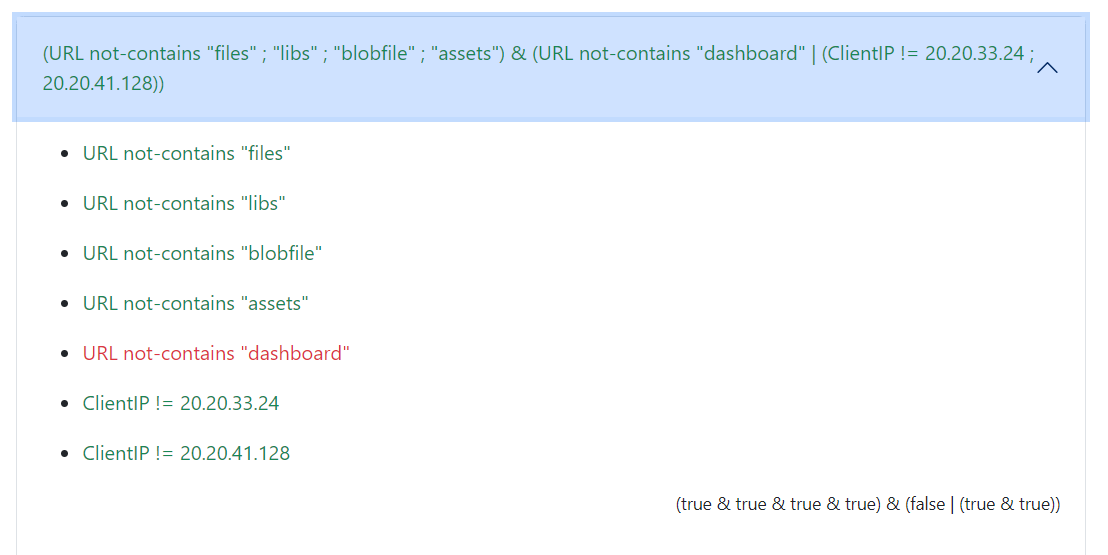 (URL not-contains "files" ; "libs" ; "blobfile" ; "assets") & (URL not-contains "dashboard" | (ClientIP != 20.20.33.24 ;
20.20.41.128))
URL not-contains "files"
URL not-contains "libs"
URL not-contains "blobfile"
URL not-contains "assets"
URL not-contains "dashboard"
ClientIP != 20.20.33.24
ClientIP != 20.20.41.128
(true & true & true & true) & (false | (true & true))